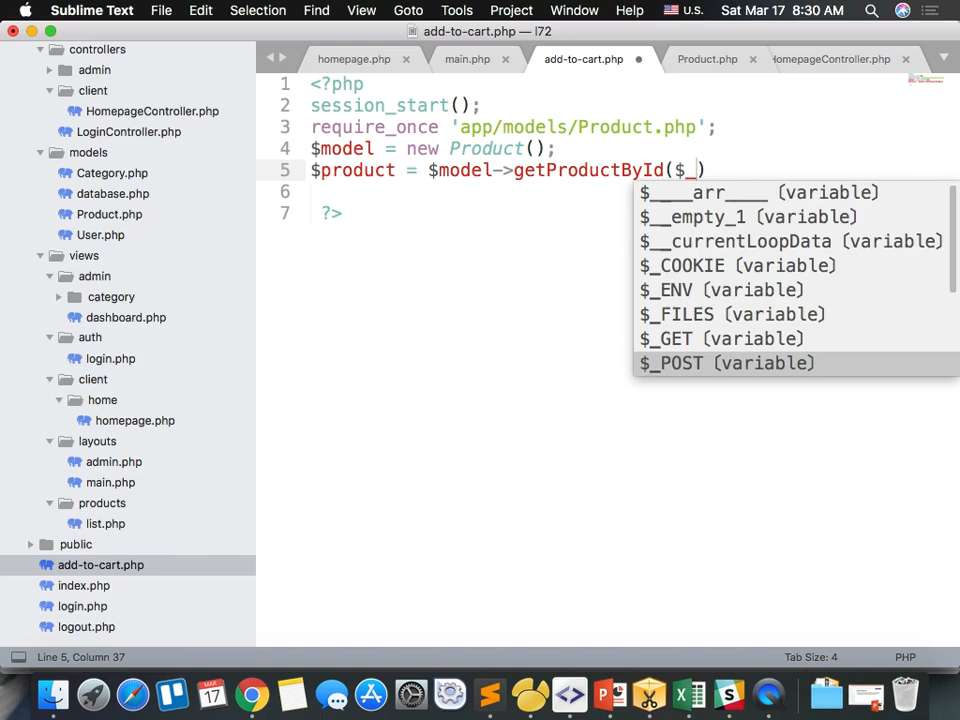 Sublime Text File Edit Selection Find View Goto Tools Project Window Help U.S. Sat Mar 17 8:30 AM
add-to-cart.php — l72
homepage.php × main.php × add-to-cart.php Product.php × HomepageController.php ×
controllers
admin
client
HomepageController.php
LoginController.php
models
Category.php
database.php
Product.php
User.php
views
admin
category
dashboard.php
auth
login.php
client
home
homepage.php
layouts
admin.php
main.php
products
list.php
public
add-to-cart.php
index.php
login.php
logout.php
1 <?php
2 session_start();
3 require_once 'app/models/Product.php';
4 $model = new Product();
5 $product = $model->getProductById($_)
6
7 ?>
$____arr____ (variable)
$__empty_1 (variable)
$__currentLoopData (variable)
$_COOKIE (variable)
$_ENV (variable)
$_FILES (variable)
$_GET (variable)
$_POST (variable)
Line 5, Column 37 Tab Size: 4 PHP
17